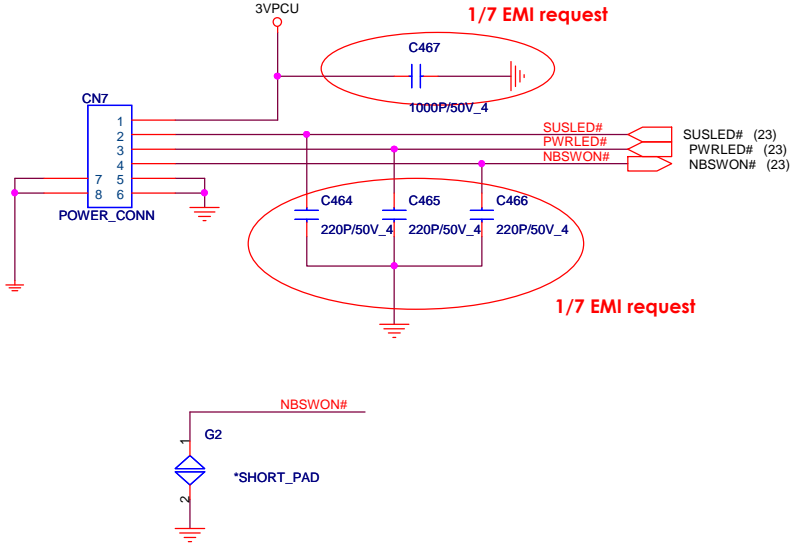 3VPCU
1/7 EMI request
C467
1000P/50V_4
CN7
1
2
3
4
7
5
8
6
POWER_CONN
SUSLED#
SUSLED# (23)
PWRLED#
PWRLED# (23)
NBSWON#
NBSWON# (23)
C464
C465
C466
220P/50V_4
220P/50V_4
220P/50V_4
1/7 EMI request
NBSWON#
1
G2
*SHORT_PAD
2